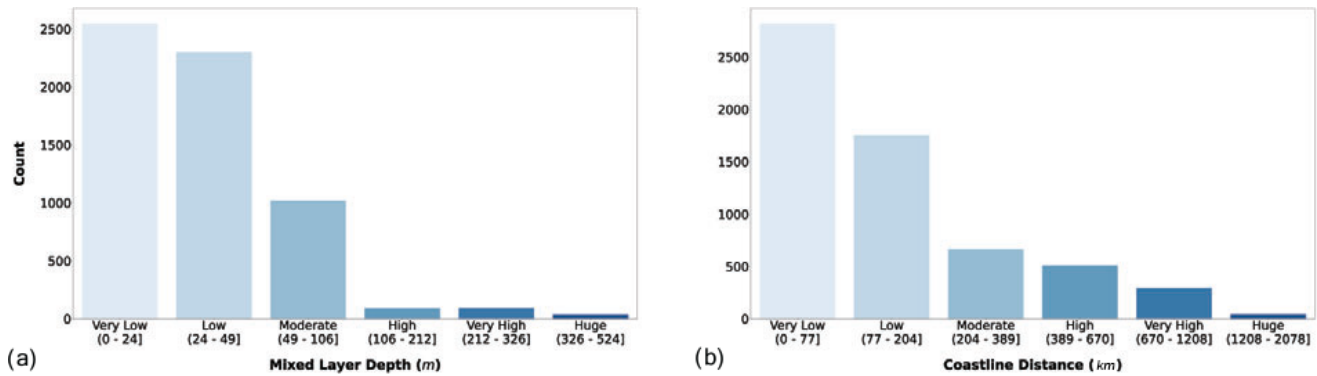 2500
2000
1500
1000
500
0
Count
Very Low
(0 - 24]
Low
(24 - 49]
Moderate
(49 - 106]
High
(106 - 212]
Very High
(212 - 326]
Huge
(326 - 524]
Mixed Layer Depth (m)
(a)
2500
2000
1500
1000
500
0
Very Low
(0 - 77]
Low
(77 - 204]
Moderate
(204 - 389]
High
(389 - 670]
Very High
(670 - 1208]
Huge
(1208 - 2078]
Coastline Distance (km)
(b)